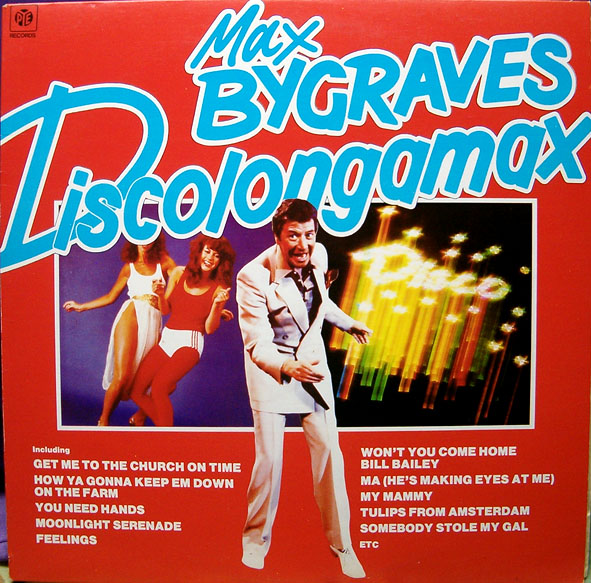 PYE
RECORDS
Max
BYGRAVES
Discolongamax
Disco
Including
GET ME TO THE CHURCH ON TIME
HOW YA GONNA KEEP EM DOWN
ON THE FARM
YOU NEED HANDS
MOONLIGHT SERENADE
FEELINGS
WON'T YOU COME HOME
BILL BAILEY
MA (HE'S MAKING EYES AT ME)
MY MAMMY
TULIPS FROM AMSTERDAM
SOMEBODY STOLE MY GAL
ETC